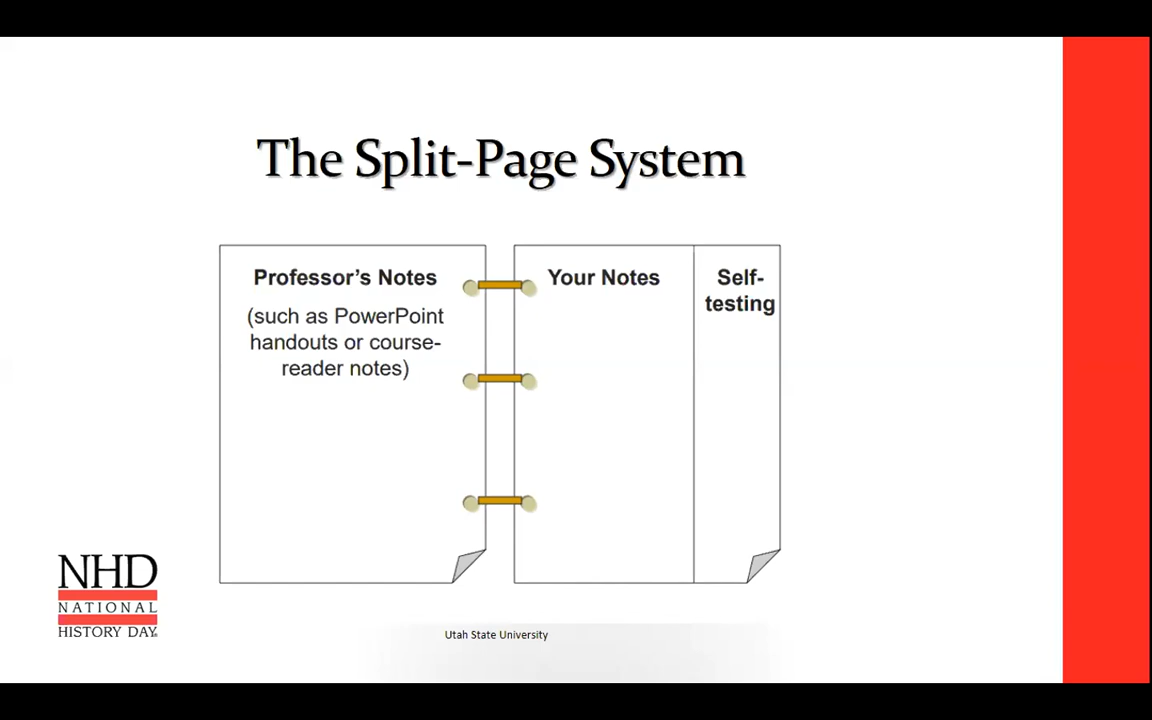 The Split-Page System
Professor's Notes
(such as PowerPoint
handouts or course-
reader notes)
Your Notes
Self-
testing
NHD
NATIONAL
HISTORY DAY
Utah State University